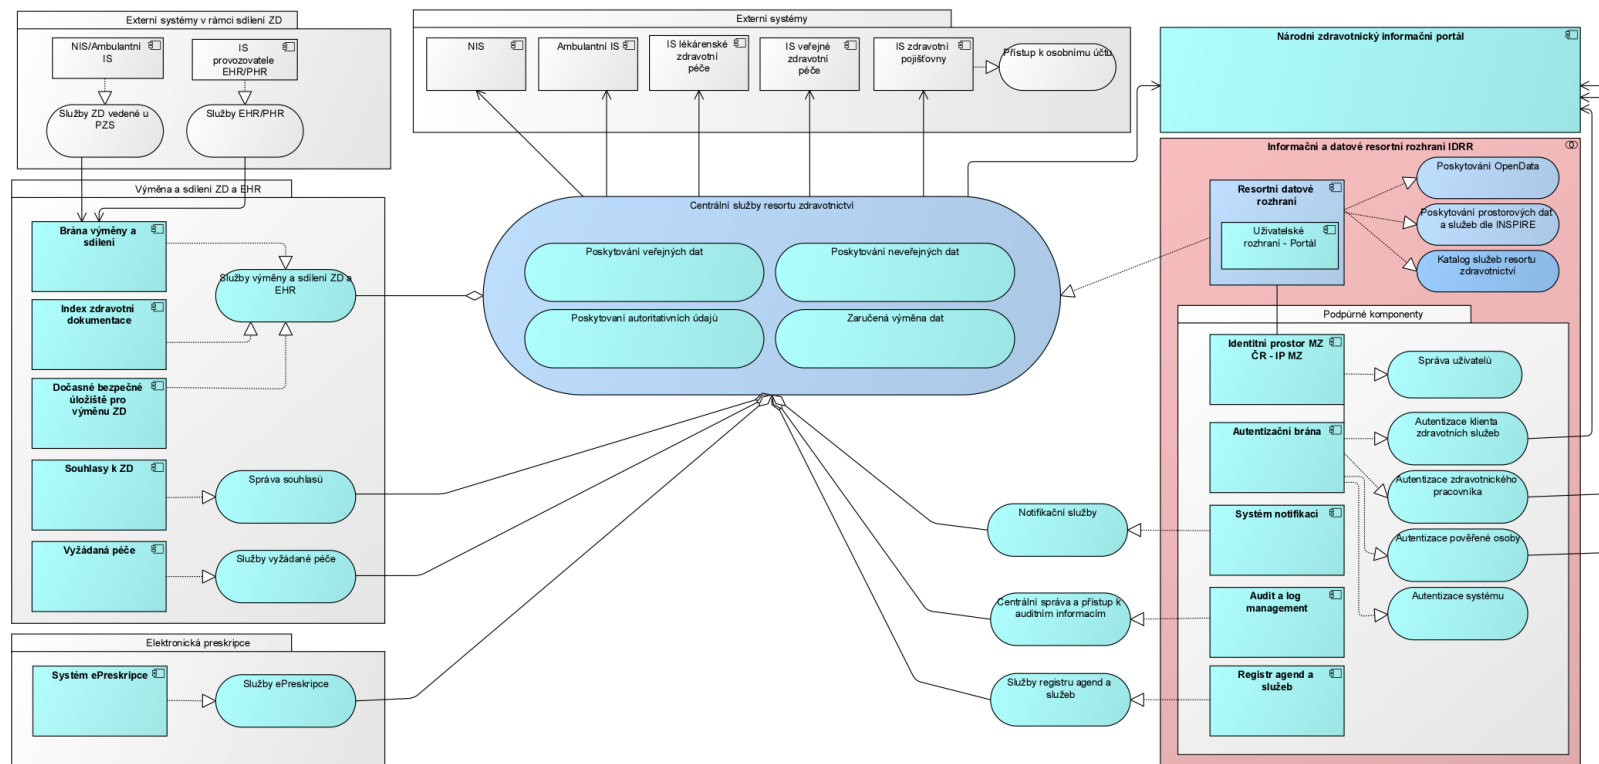 Externí systémy v rámci sdílení ZD
NIS/Ambulantní
IS
IS
provozovatele
EHR/PHR
Služby ZD vedené u
PZS
Služby EHR/PHR
Externí systémy
NIS
Ambulantní IS
IS lékárenské
zdravotní
péče
IS veřejné
zdravotní
péče
IS zdravotní
pojišťovny
Přístup k osobnímu účtu
Národní zdravotnický informační portál
Výměna a sdílení ZD a EHR
Brána výměny a
sdílení
Index zdravotní
dokumentace
Dočasné bezpečné
úložiště pro
výměnu ZD
Služby výměny a sdílení ZD a
EHR
Souhlasy k ZD
Správa souhlasů
Vyžádaná péče
Služby vyžádané péče
Elektronická preskripce
Systém ePreskripce
Služby ePreskripce
Centrální služby resortu zdravotnictví
Poskytování veřejných dat
Poskytování neveřejných dat
Poskytovaní autoritativních údajů
Zaručená výměna dat
Notifikační služby
Centrální správa a přístup k
auditním informacím
Služby registru agend a
služeb
Informační a datové resortní rozhraní IDRR
Resortní datové
rozhraní
Uživatelské
rozhraní - Portál
Poskytování OpenData
Poskytování prostorových dat
a služeb dle INSPIRE
Katalog služeb resortu
zdravotnictví
Podpůrné komponenty
Identitní prostor MZ
ČR - IP MZ
Správa uživatelů
Autentizační brána
Autentizace klienta
zdravotních služeb
Autentizace zdravotnického
pracovníka
Systém notifikací
Autentizace pověřené osoby
Audit a log
management
Autentizace systému
Registr agend a
služeb